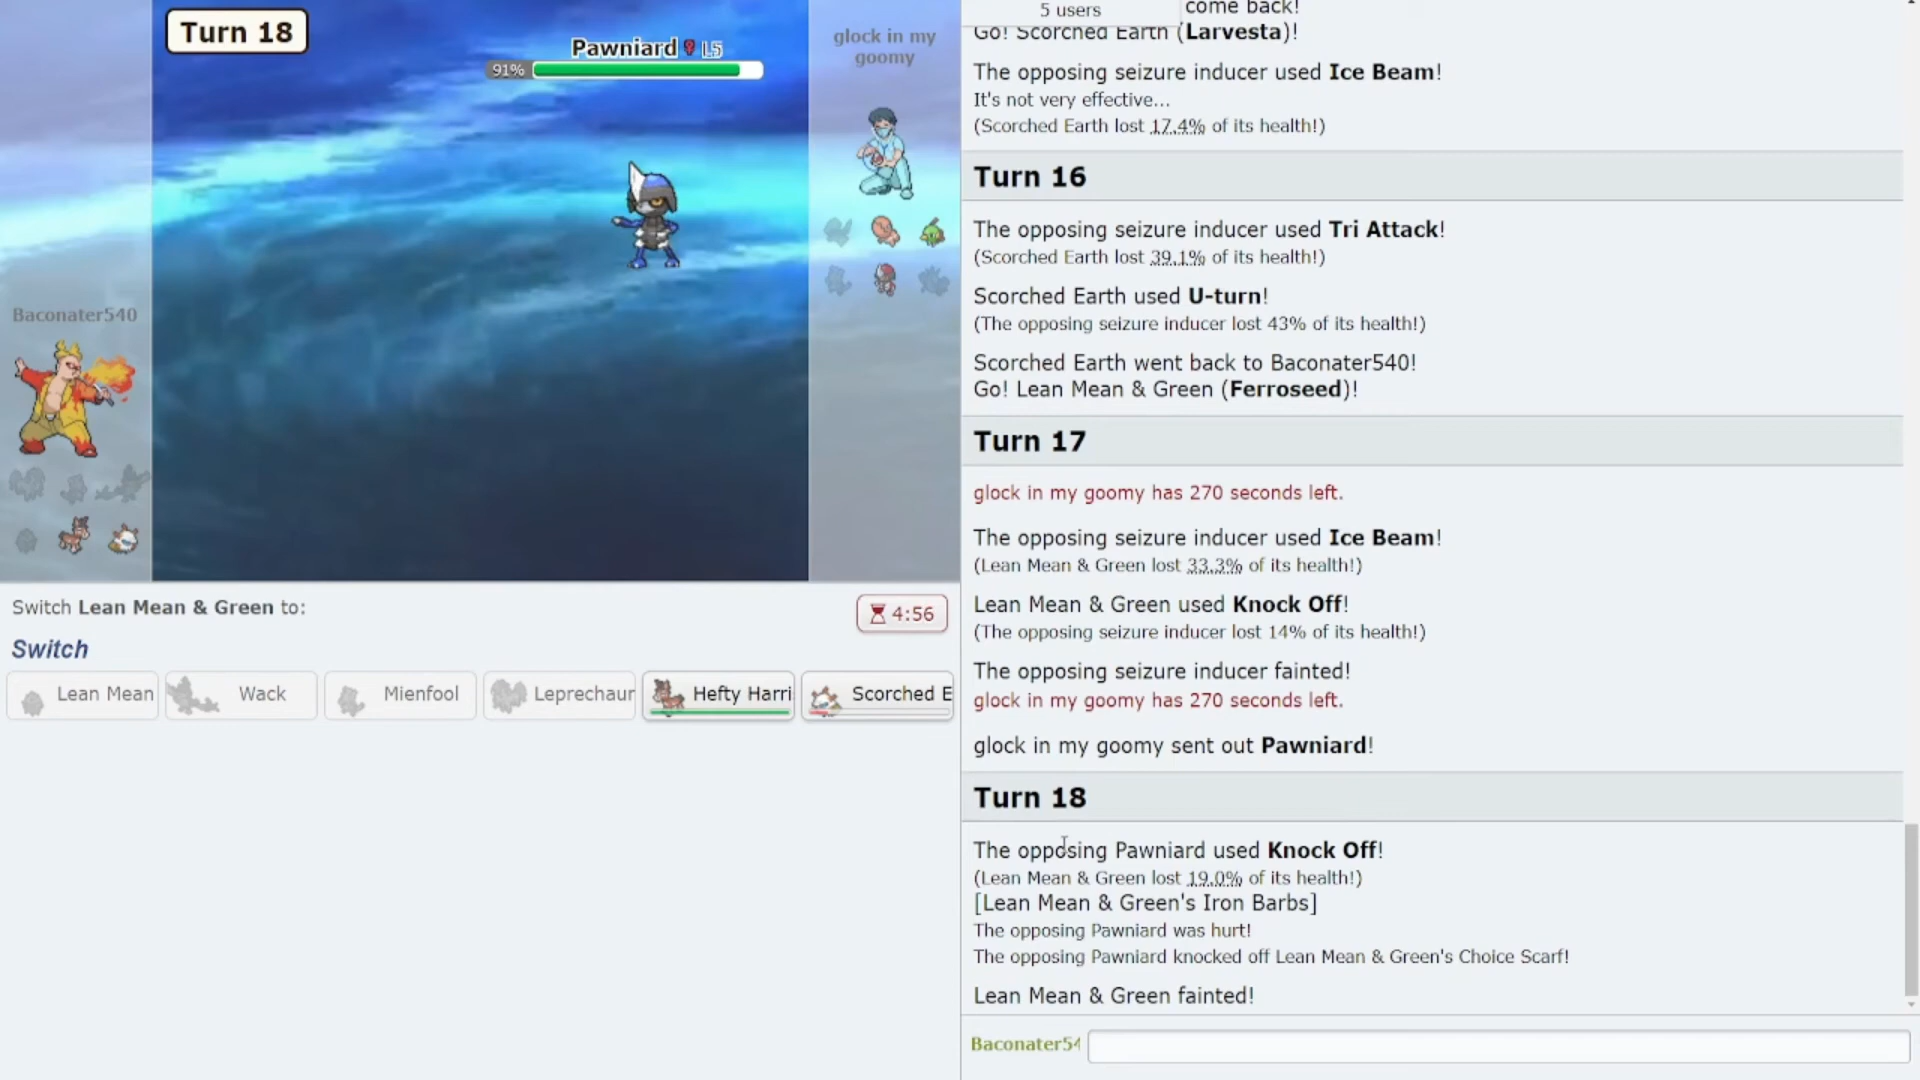 Turn 18
Pawniard L5
91%
glock in my
goomy
Baconater540
Switch Lean Mean & Green to:
4:56
Switch
Lean Mean
Wack
Mienfool
Leprechaur
Hefty Harri
Scorched E
5 users
come back!
Go! Scorched Earth (Larvesta)!
The opposing seizure inducer used Ice Beam!
It's not very effective...
(Scorched Earth lost 17.4% of its health!)
Turn 16
The opposing seizure inducer used Tri Attack!
(Scorched Earth lost 39.1% of its health!)
Scorched Earth used U-turn!
(The opposing seizure inducer lost 43% of its health!)
Scorched Earth went back to Baconater540!
Go! Lean Mean & Green (Ferroseed)!
Turn 17
glock in my goomy has 270 seconds left.
The opposing seizure inducer used Ice Beam!
(Lean Mean & Green lost 33.3% of its health!)
Lean Mean & Green used Knock Off!
(The opposing seizure inducer lost 14% of its health!)
The opposing seizure inducer fainted!
glock in my goomy has 270 seconds left.
glock in my goomy sent out Pawniard!
Turn 18
The opposing Pawniard used Knock Off!
(Lean Mean & Green lost 19.0% of its health!)
[Lean Mean & Green's Iron Barbs]
The opposing Pawniard was hurt!
The opposing Pawniard knocked off Lean Mean & Green's Choice Scarf!
Lean Mean & Green fainted!
Baconater54